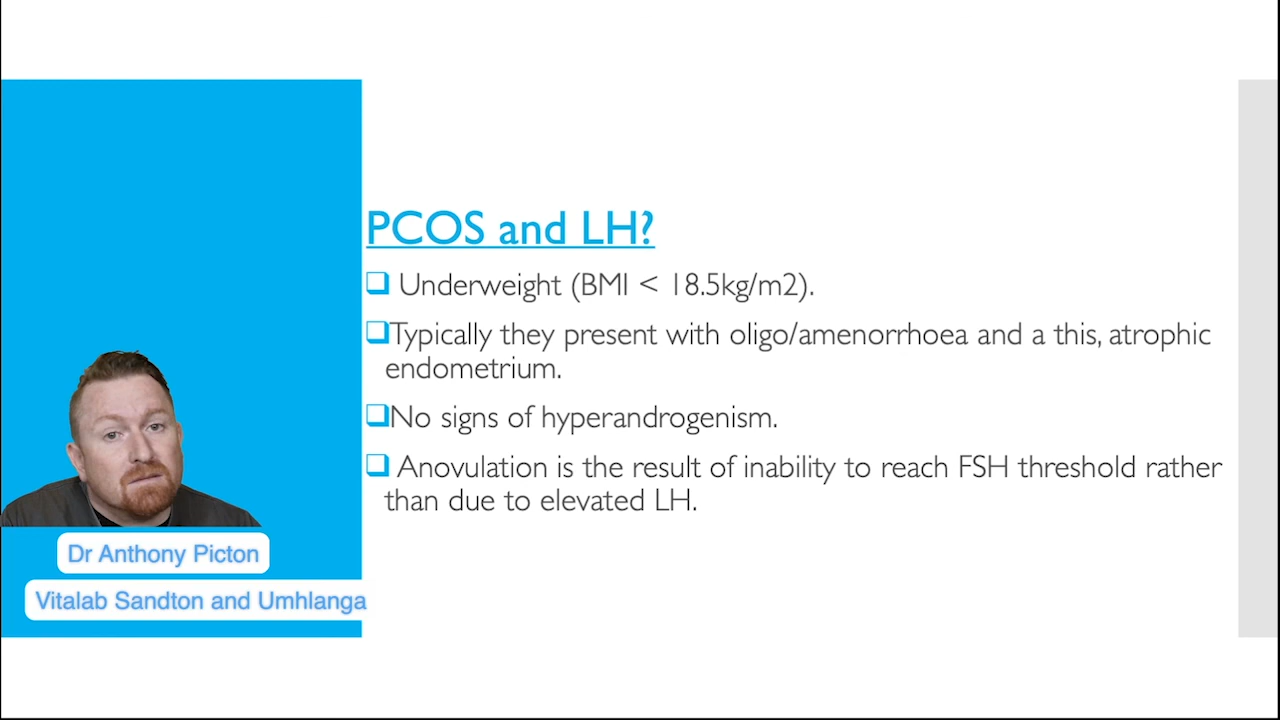 PCOS and LH?
Underweight (BMI < 18.5kg/m2).
Typically they present with oligo/amenorrhoea and a this, atrophic
endometrium.
No signs of hyperandrogenism.
Anovulation is the result of inability to reach FSH threshold rather
than due to elevated LH.
Dr Anthony Picton
Vitalab Sandton and Umhlanga